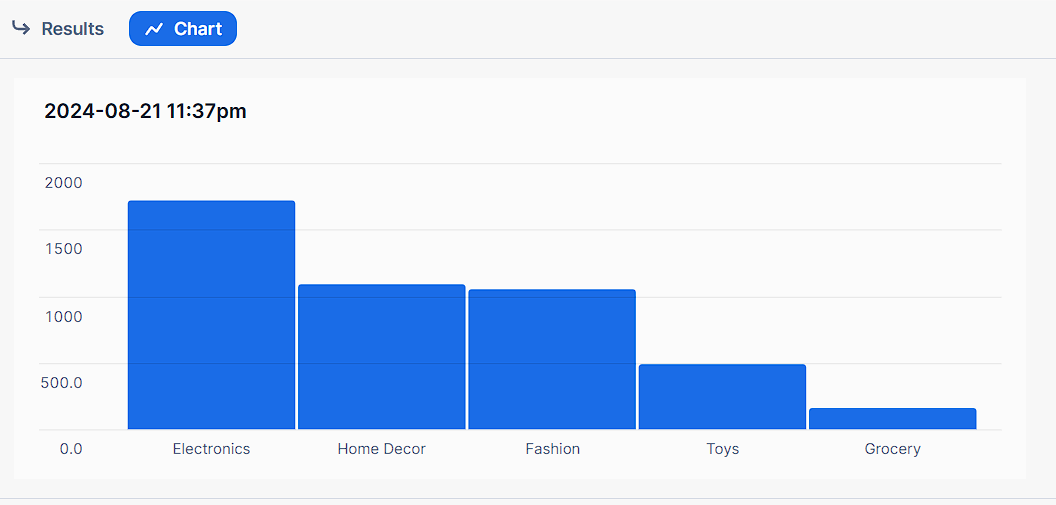 Results Chart
2024-08-21 11:37pm
2000
1500
1000
500.0
0.0
Electronics Home Decor Fashion Toys Grocery